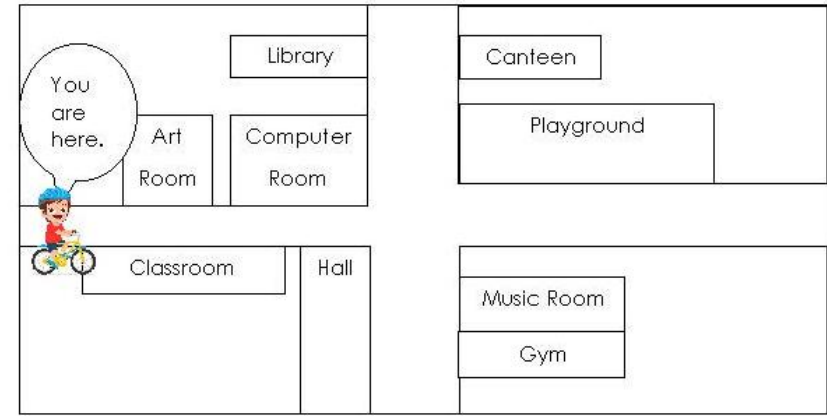 Library
Canteen
You
are
here.
Art
Room
Computer
Room
Playground
Classroom
Hall
Music Room
Gym